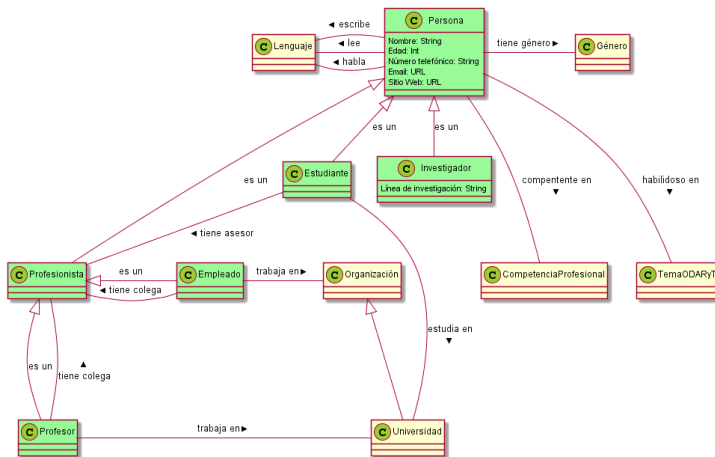 ◄ escribe
C Persona
C Lenguaje
◄ lee
◄ habla
Nombre: String
Edad: Int
Número telefónico: String
Email: URL
Sitio Web: URL
tiene género►
C Género
es un
es un
es un
C Estudiante
C Investigador
Línea de investigación: String
compentente en
▼
habilidoso en
▼
◄ tiene asesor
C Profesionista
es un
◄ tiene colega
C Empleado
trabaja en►
C Organización
C CompetenciaProfesional
C TemaODARyT
estudia en
▼
es un
▲
tiene colega
C Profesor
trabaja en►
C Universidad